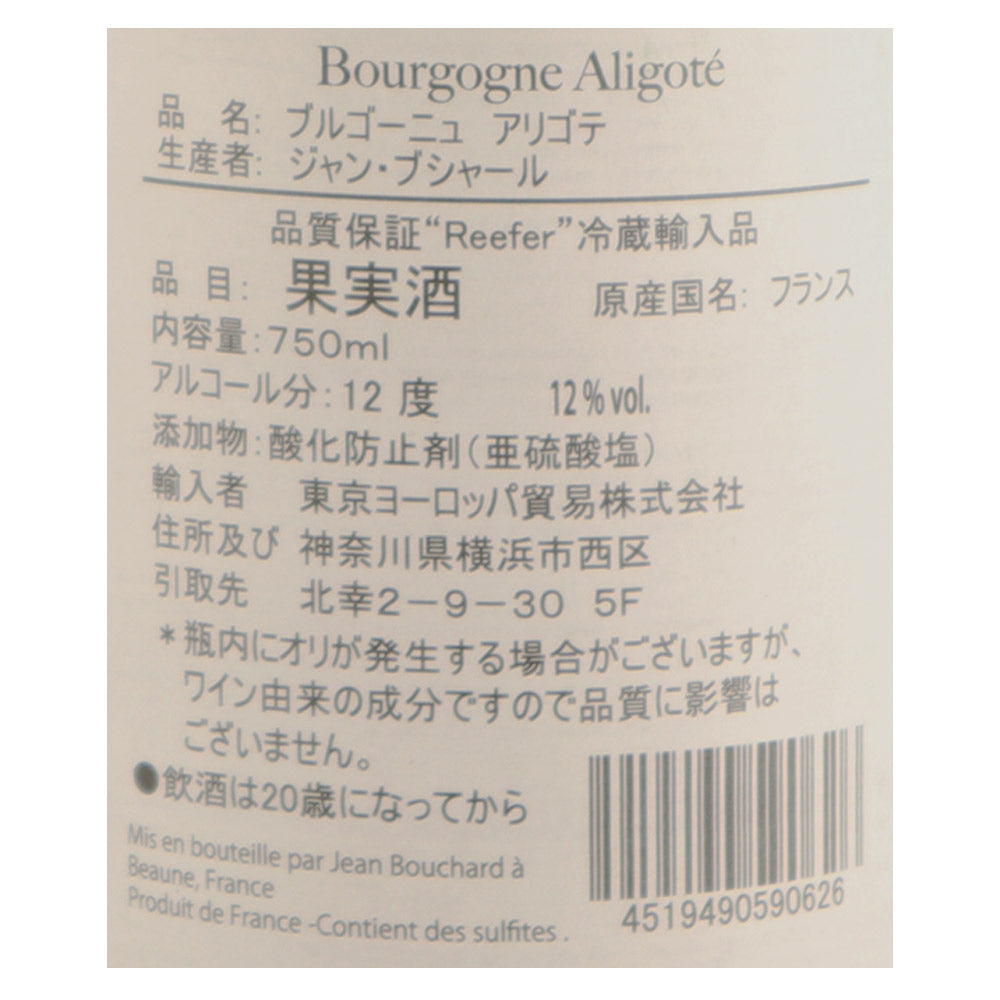 Bourgogne Aligoté
品 名: ブルゴーニュ アリゴテ
生産者: ジャン・ブシャール
品質保証“Reefer”冷蔵輸入品
品 目: 果実酒 原産国名: フランス
内容量:750ml
アルコール分:12 度 12%vol.
添加物:酸化防止剤(亜硫酸塩)
輸入者 東京ヨーロッパ貿易株式会社
住所及び 神奈川県横浜市西区
引取先 北幸2-9-30 5F
*瓶内にオリが発生する場合がございますが、
ワイン由来の成分ですので品質に影響は
ございません。
●飲酒は20歳になってから
Mis en bouteille par Jean Bouchard à
Beaune, France
Produit de France -Contient des sulfites .
4519490590626